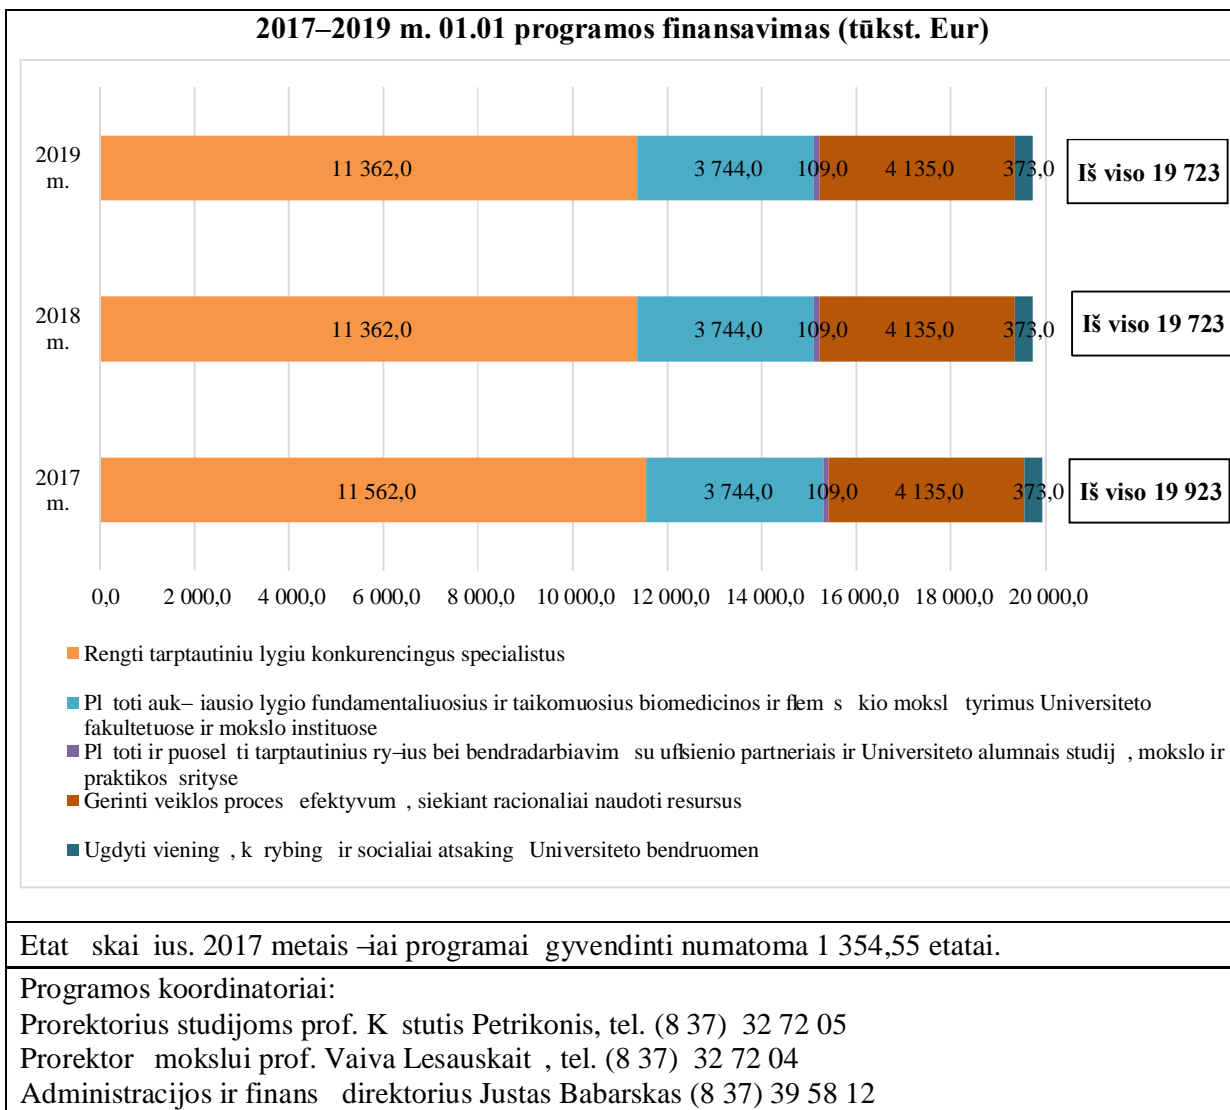 2017–2019 m. 01.01 programos finansavimas (tūkst. Eur)
2019 m.
11 362,0 3 744,0 109,0 4 135,0 373,0
Iš viso 19 723
2018 m.
11 362,0 3 744,0 109,0 4 135,0 373,0
Iš viso 19 723
2017 m.
11 562,0 3 744,0 109,0 4 135,0 373,0
Iš viso 19 923
0,0 2 000,0 4 000,0 6 000,0 8 000,0 10 000,0 12 000,0 14 000,0 16 000,0 18 000,0 20 000,0
Rengti tarptautiniu lygiu konkurencingus specialistus
Pl toti auk– iausio lygio fundamentaliuosius ir taikomuosius biomedicinos ir flem s kio moksl tyrimus Universiteto
fakultetuose ir mokslo institutuose
Pl toti ir puosel ti tarptautinius ry–ius bei bendradarbiavim su uflsienio partneriais ir Universiteto alumnais studij , mokslo ir
praktikos srityse
Gerinti veiklos proces efektyvum , siekiant racionaliai naudoti resursus
Ugdyti viening , k rybing ir socialiai atsaking Universiteto bendruomen
Etat skai ius. 2017 metais –iai programai gyvendinti numatoma 1 354,55 etatai.
Programos koordinatoriai:
Prorektorius studijoms prof. K stutis Petrikonis, tel. (8 37) 32 72 05
Prorektor mokslui prof. Vaiva Lesauskait , tel. (8 37) 32 72 04
Administracijos ir finans direktorius Justas Babarskas (8 37) 39 58 12